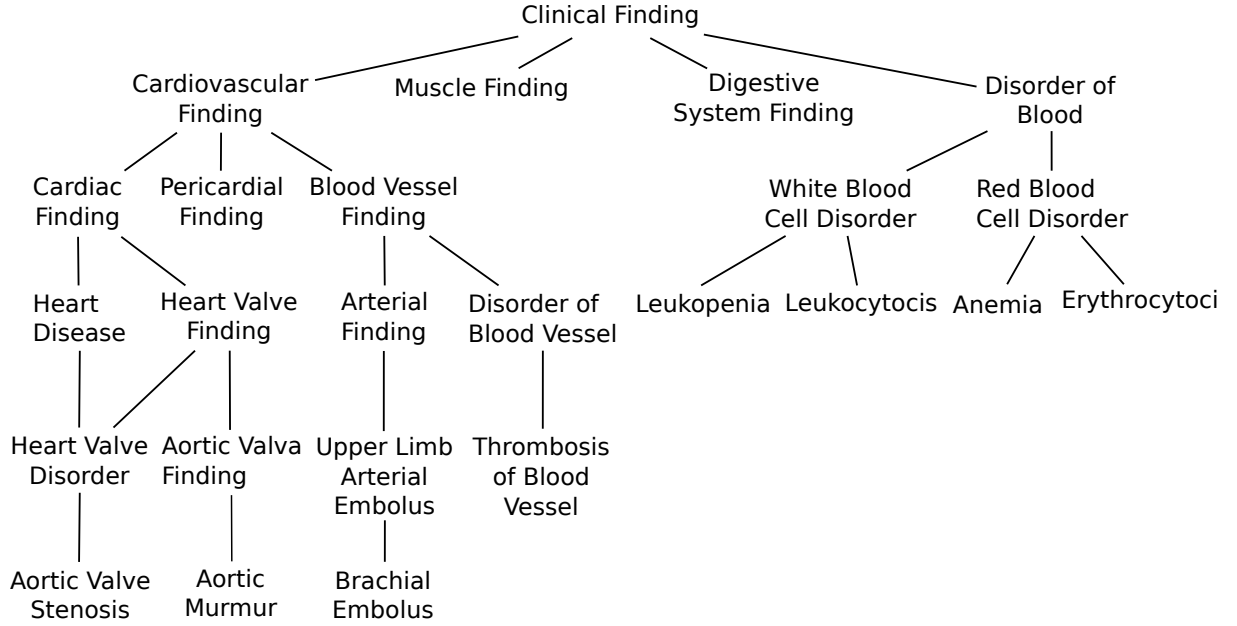 Clinical Finding
Cardiovascular
Finding
Muscle Finding
Digestive
System Finding
Disorder of
Blood
Cardiac
Finding
Pericardial
Finding
Blood Vessel
Finding
White Blood
Cell Disorder
Red Blood
Cell Disorder
Heart
Disease
Heart Valve
Finding
Arterial
Finding
Disorder of
Blood Vessel
Leukopenia
Leukocytocis
Anemia
Erythrocytoci
Heart Valve
Disorder
Aortic Valva
Finding
Upper Limb
Arterial
Embolus
Thrombosis
of Blood
Vessel
Aortic Valve
Stenosis
Aortic
Murmur
Brachial
Embolus